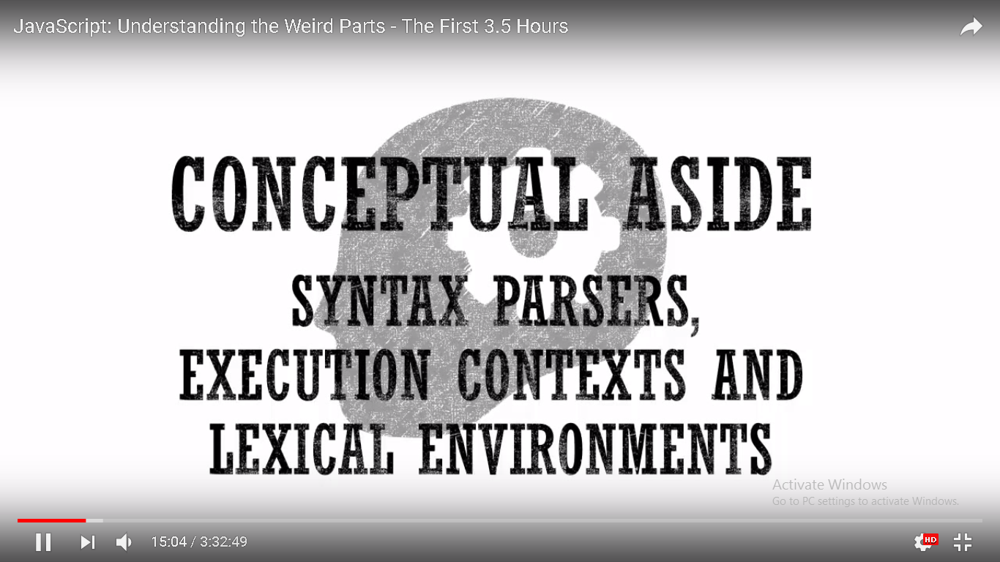 JavaScript: Understanding the Weird Parts - The First 3.5 Hours
CONCEPTUAL ASIDE
SYNTAX PARSERS,
EXECUTION CONTEXTS AND
LEXICAL ENVIRONMENTS
Activate Windows
Go to PC settings to activate Windows.
15:04 / 3:32:49
HD